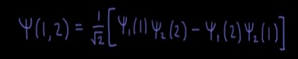 Ψ(1,2) = 1/√2 [Ψ₁(1) Ψ₂(2) - Ψ₁(2) Ψ₂(1)]